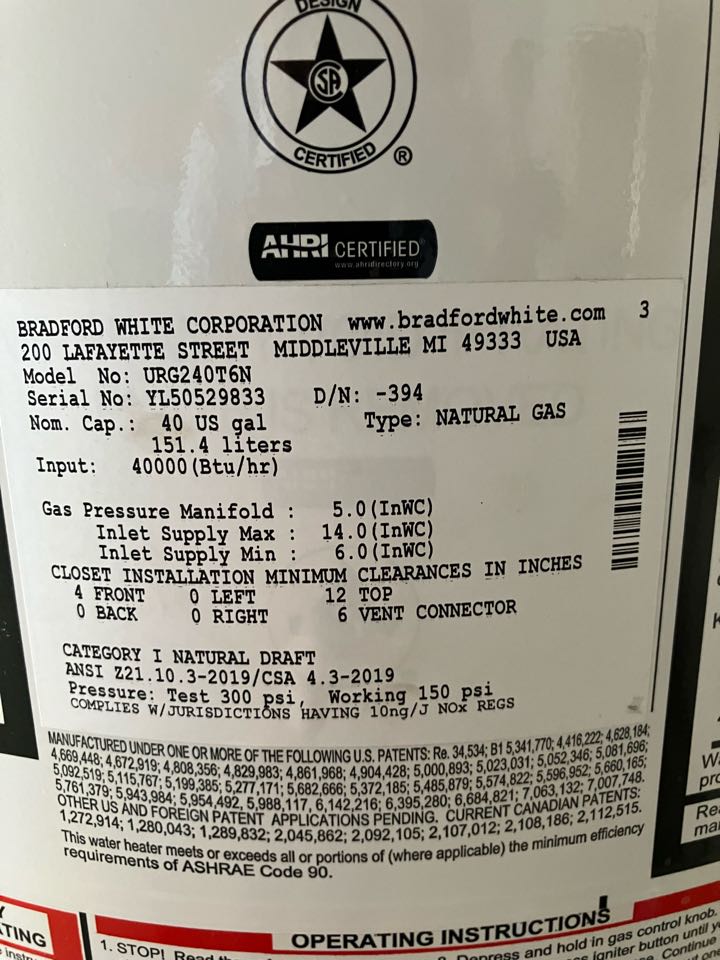 DESIGN
SA
CERTIFIED ®
AHRI CERTIFIED®
www.ahridirectory.org
BRADFORD WHITE CORPORATION www.bradfordwhite.com 3
200 LAFAYETTE STREET MIDDLEVILLE MI 49333 USA
Model No: URG240T6N
Serial No: YL50529833 D/N: -394
Nom. Cap.: 40 US gal Type: NATURAL GAS
151.4 liters
Input: 40000(Btu/hr)
Gas Pressure Manifold : 5.0(InWC)
Inlet Supply Max : 14.0(InWC)
Inlet Supply Min : 6.0(InWC)
CLOSET INSTALLATION MINIMUM CLEARANCES IN INCHES
4 FRONT 0 LEFT 12 TOP
0 BACK 0 RIGHT 6 VENT CONNECTOR
CATEGORY I NATURAL DRAFT
ANSI Z21.10.3-2019/CSA 4.3-2019
Pressure: Test 300 psi, Working 150 psi
COMPLIES W/JURISDICTIONS HAVING 10ng/J NOx REGS
MANUFACTURED UNDER ONE OR MORE OF THE FOLLOWING U.S. PATENTS: Re. 34,534; B1 5,341,770; 4,416,222; 4,628,184;
4,669,448; 4,672,919; 4,808,356; 4,829,983; 4,861,968; 4,904,428; 5,000,893; 5,023,031; 5,052,346; 5,081,696;
5,092,519; 5,115,767; 5,199,385; 5,277,171; 5,682,666; 5,372,185; 5,485,879; 5,574,822; 5,596,952; 5,660,165;
5,761,379; 5,943,984; 5,954,492; 5,988,117; 6,142,216; 6,395,280; 6,684,821; 7,063,132; 7,007,748.
OTHER US AND FOREIGN PATENT APPLICATIONS PENDING. CURRENT CANADIAN PATENTS:
1,272,914; 1,280,043; 1,289,832; 2,045,862; 2,092,105; 2,107,012; 2,108,186; 2,112,515.
This water heater meets or exceeds all or portions of (where applicable) the minimum efficiency
requirements of ASHRAE Code 90.
OPERATING INSTRUCTIONS
1. STOP! Read
Depress and hold in gas control knob.
igniter button until
Continue